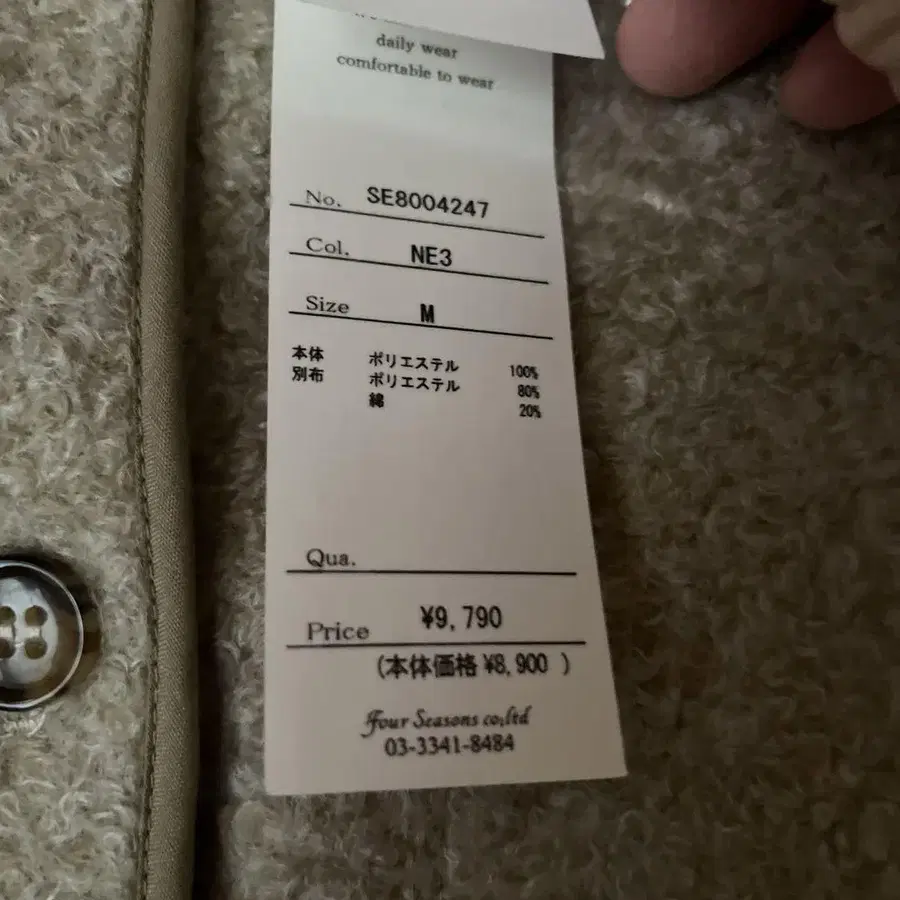 daily wear
comfortable to wear
No. SE8004247
Col. NE3
Size M
本体 ポリエステル 100%
別布 ポリエステル 80%
綿 20%
Qua.
Price ¥9,790
(本体価格 ¥8,900 )
Four Seasons co,ltd
03-3341-8484